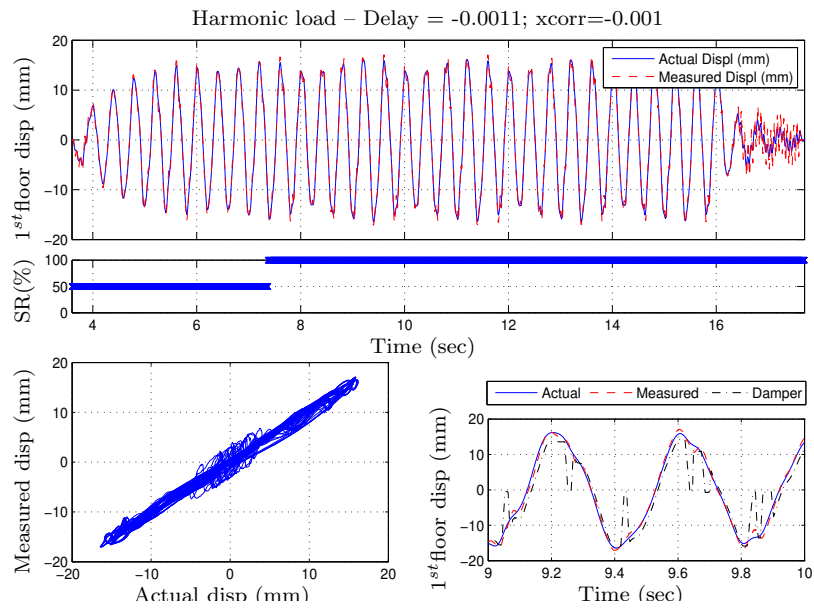 Harmonic load – Delay = -0.0011; xcorr=-0.001
1st floor disp (mm)
20
10
0
−10
−20
Actual Displ (mm)
Measured Displ (mm)
SR(%)
100
50
0
4 6 8 10 12 14 16
Time (sec)
Measured disp (mm)
20
10
0
−10
−20
−20 −10 0 10 20
Actual disp (mm)
Actual Measured Damper
1st floor disp (mm)
20
10
0
−10
−20
9 9.2 9.4 9.6 9.8 10
Time (sec)